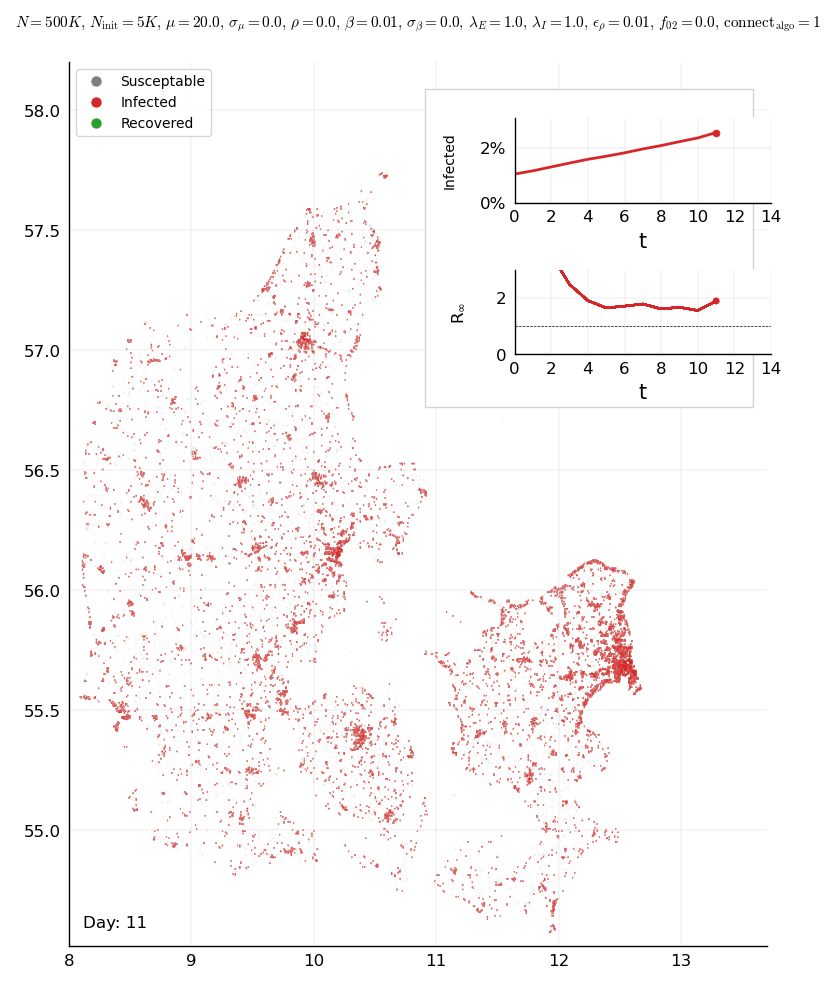 N = 500K, N_init = 5K, μ = 20.0, σ_μ = 0.0, ρ = 0.0, β = 0.01, σ_β = 0.0, λ_E = 1.0, λ_I = 1.0, ϵ_ρ = 0.01, f_02 = 0.0, connect_algo = 1
Susceptable
Infected
Recovered
58.0
57.5
57.0
56.5
56.0
55.5
55.0
Infected
2%
0%
0 2 4 6 8 10 12 14
t
R_∞
2
0
0 2 4 6 8 10 12 14
t
Day: 11
8 9 10 11 12 13